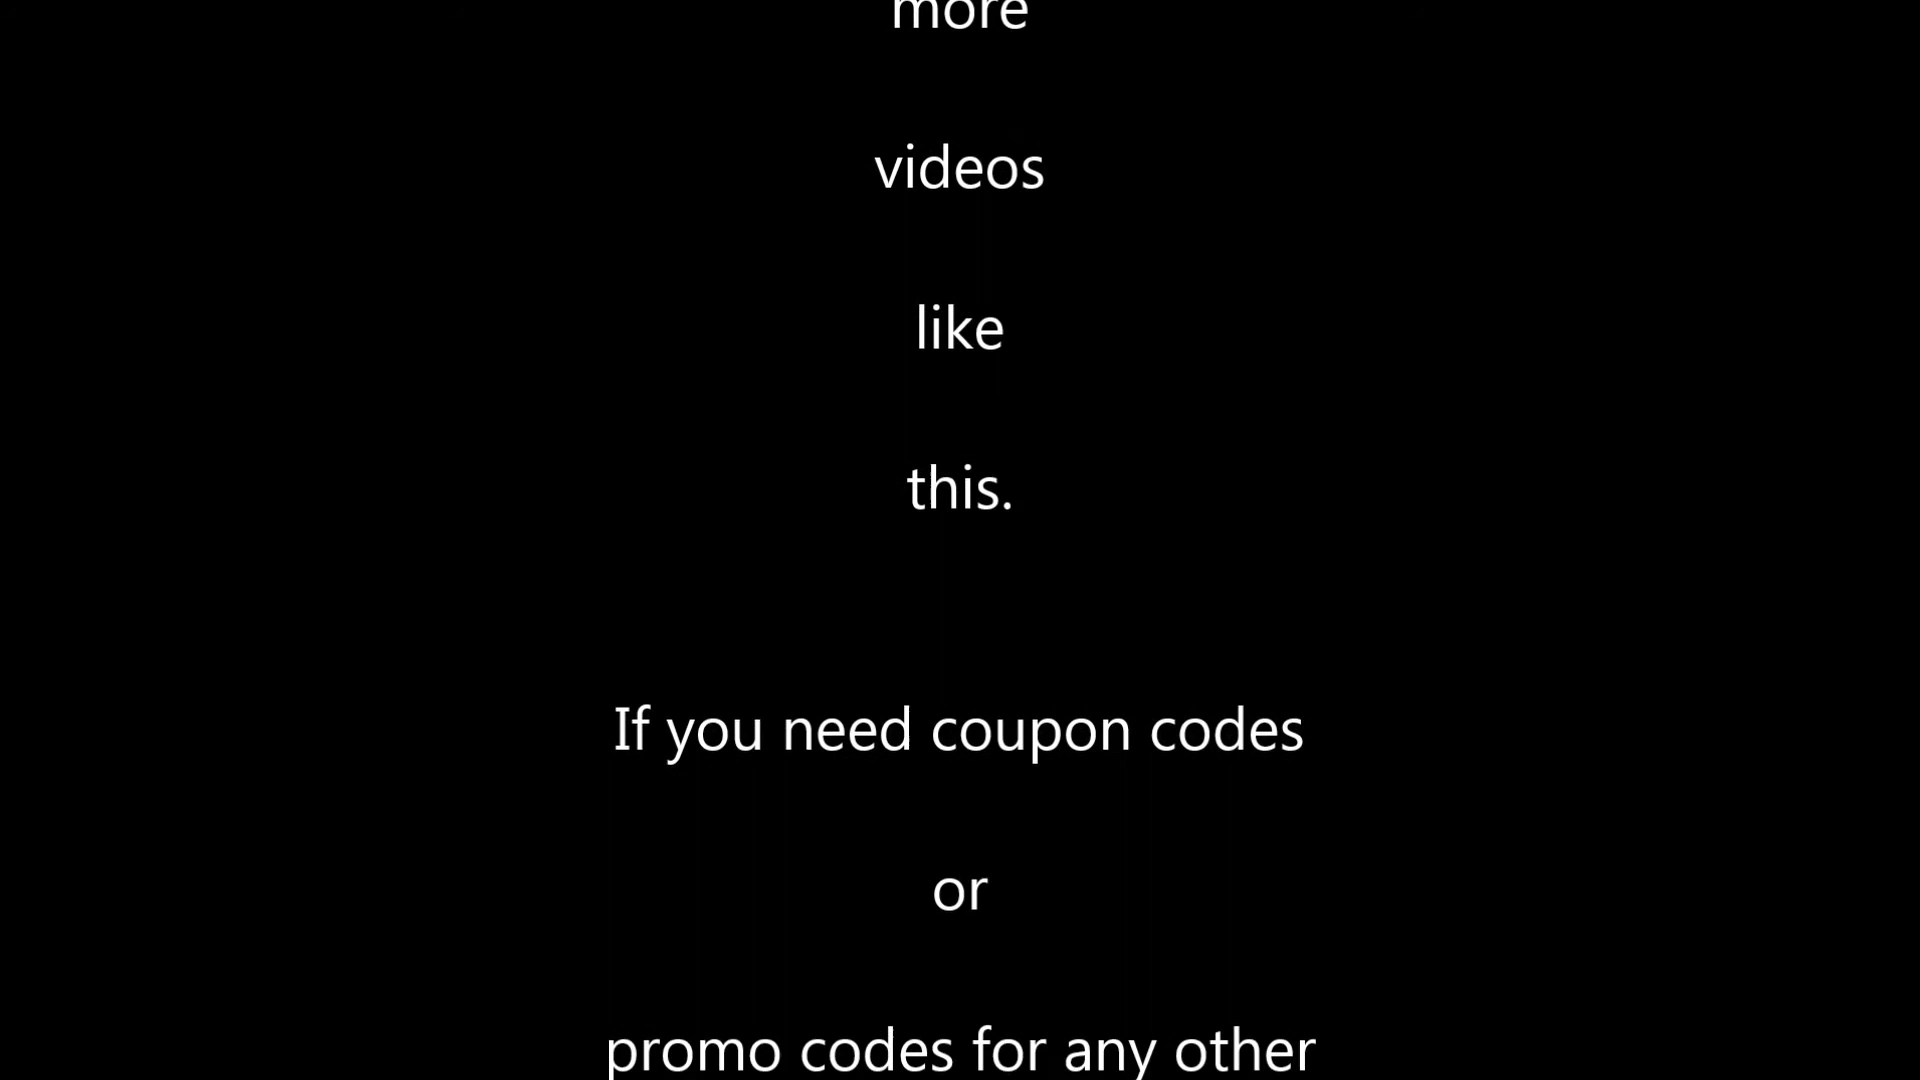 more
videos
like
this.
If you need coupon codes
or
promo codes for any other